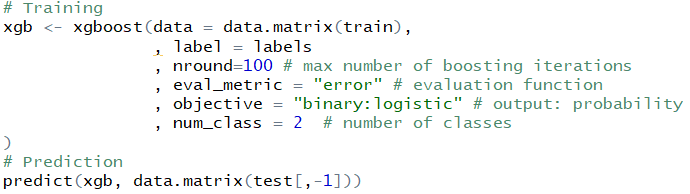 # Training
xgb <- xgboost(data = data.matrix(train),
, label = labels
, nround=100 # max number of boosting iterations
, eval_metric = "error" # evaluation function
, objective = "binary:logistic" # output: probability
, num_class = 2  # number of classes
)
# Prediction
predict(xgb, data.matrix(test[,-1]))